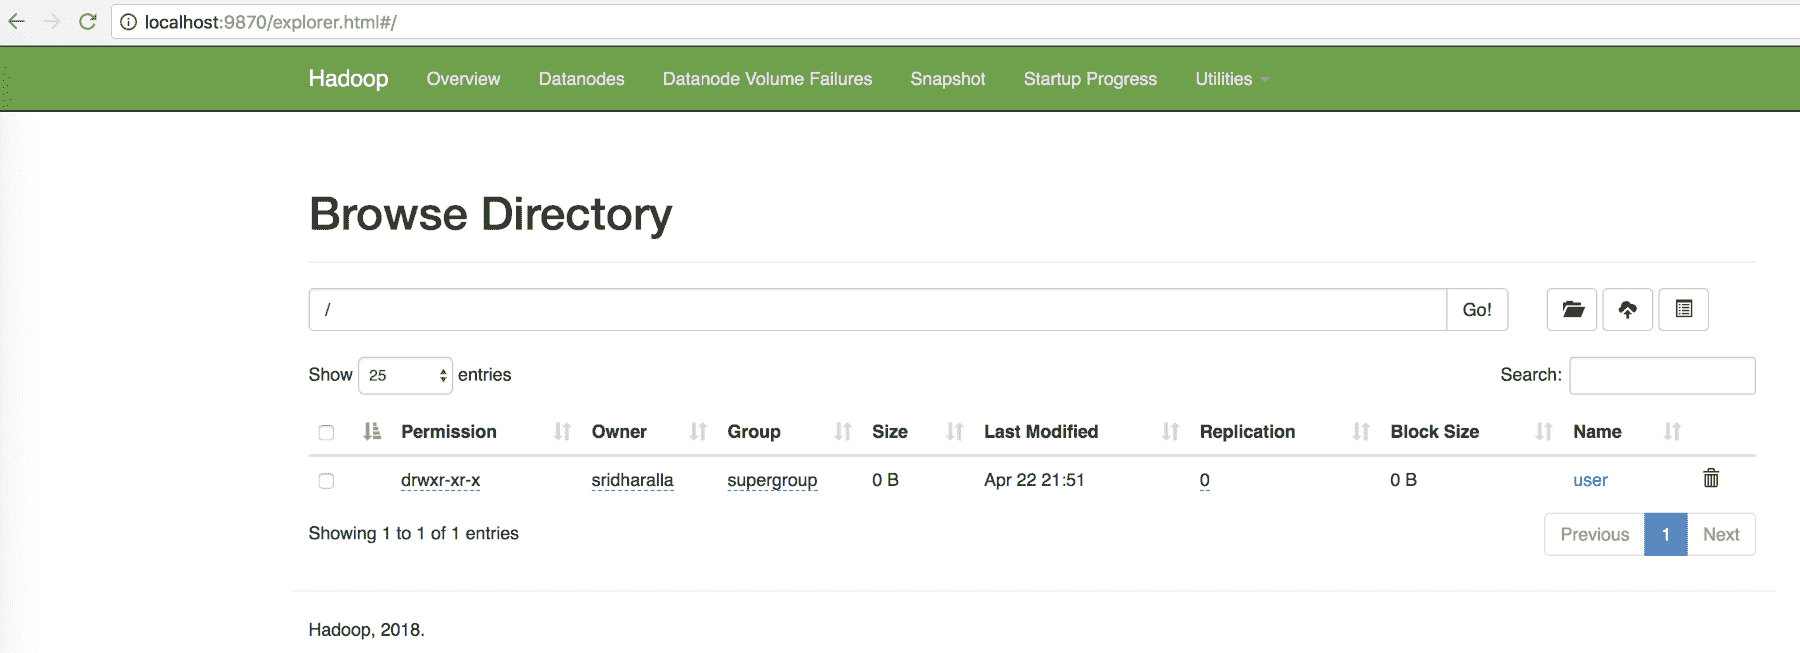 localhost:9870/explorer.html#/
Hadoop Overview Datanodes Datanode Volume Failures Snapshot Startup Progress Utilities
Browse Directory
/ Go!
Show 25 entries Search:
Permission Owner Group Size Last Modified Replication Block Size Name
drwxr-xr-x sridharalla supergroup 0 B Apr 22 21:51 0 0 B user
Showing 1 to 1 of 1 entries Previous 1 Next
Hadoop, 2018.